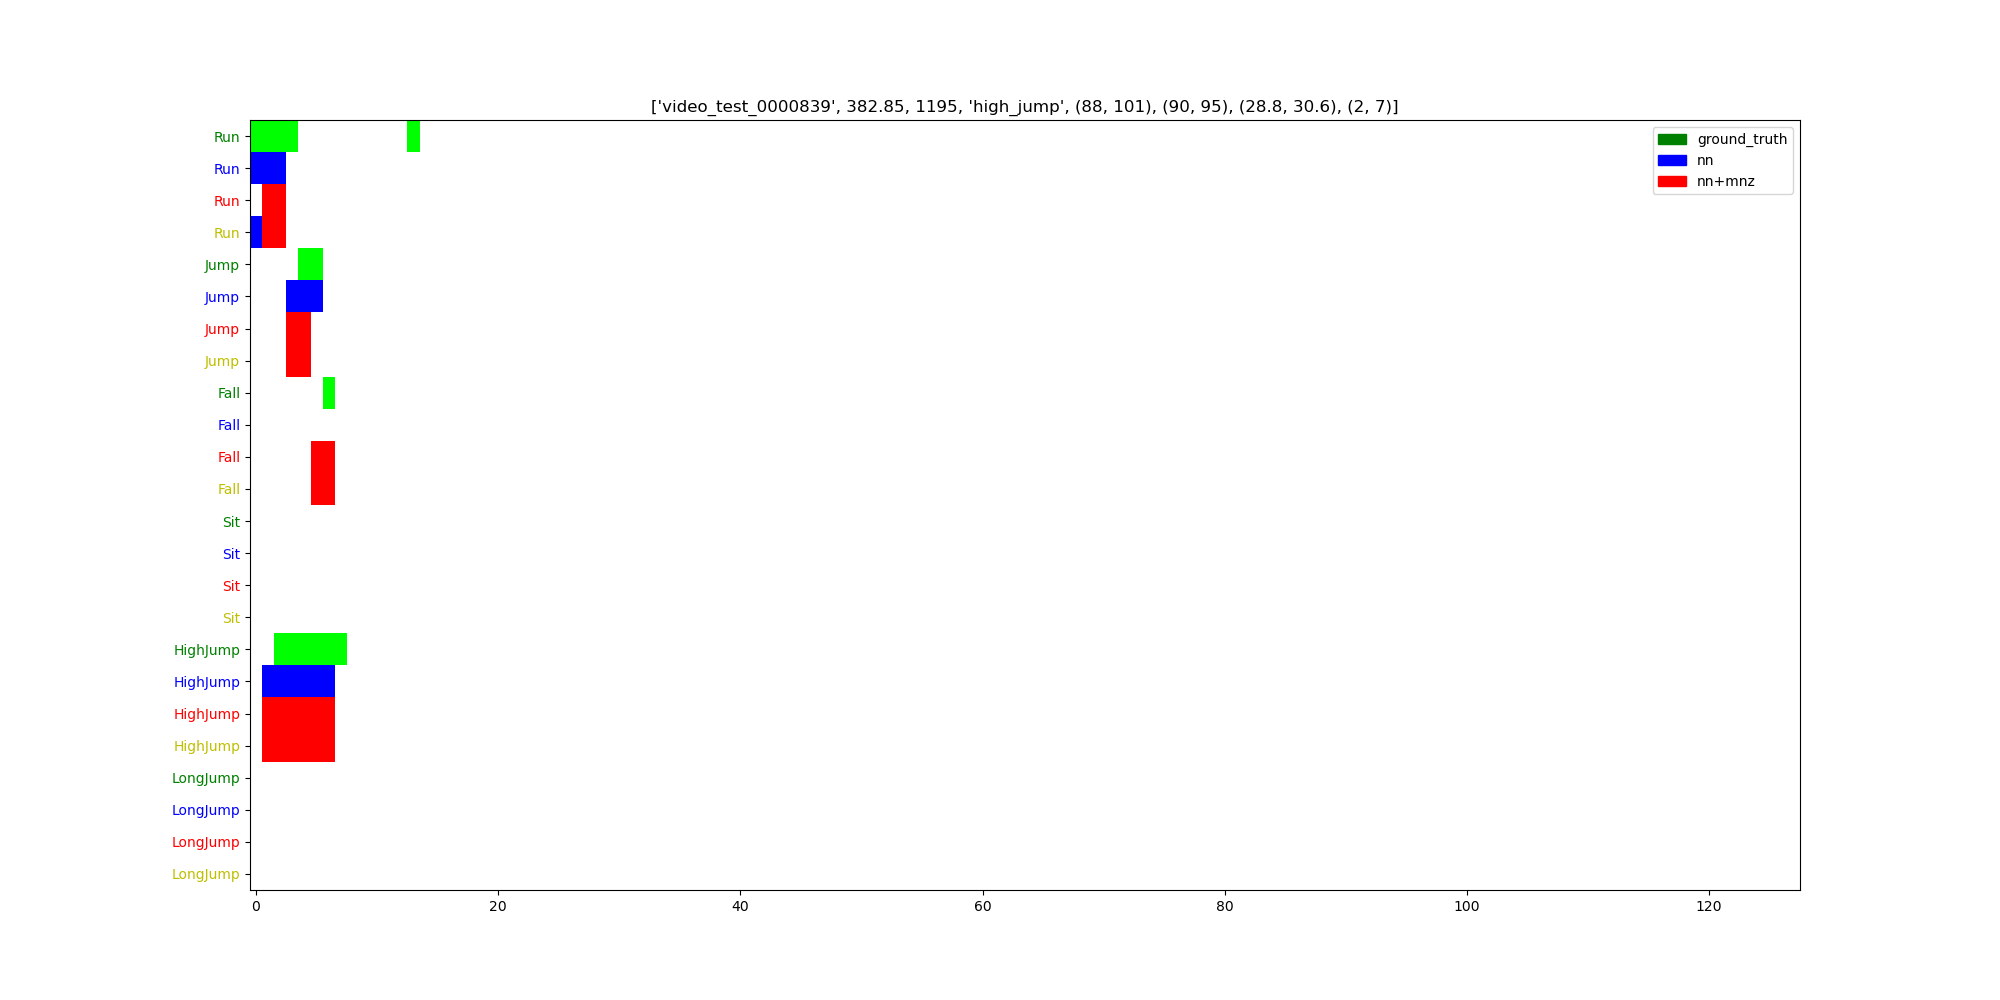 ['video_test_0000839', 382.85, 1195, 'high_jump', (88, 101), (90, 95), (28.8, 30.6), (2, 7)]
Run
Run
Run
Run
Jump
Jump
Jump
Jump
Fall
Fall
Fall
Fall
Sit
Sit
Sit
Sit
HighJump
HighJump
HighJump
HighJump
LongJump
LongJump
LongJump
LongJump
ground_truth
nn
nn+mnz
0 20 40 60 80 100 120